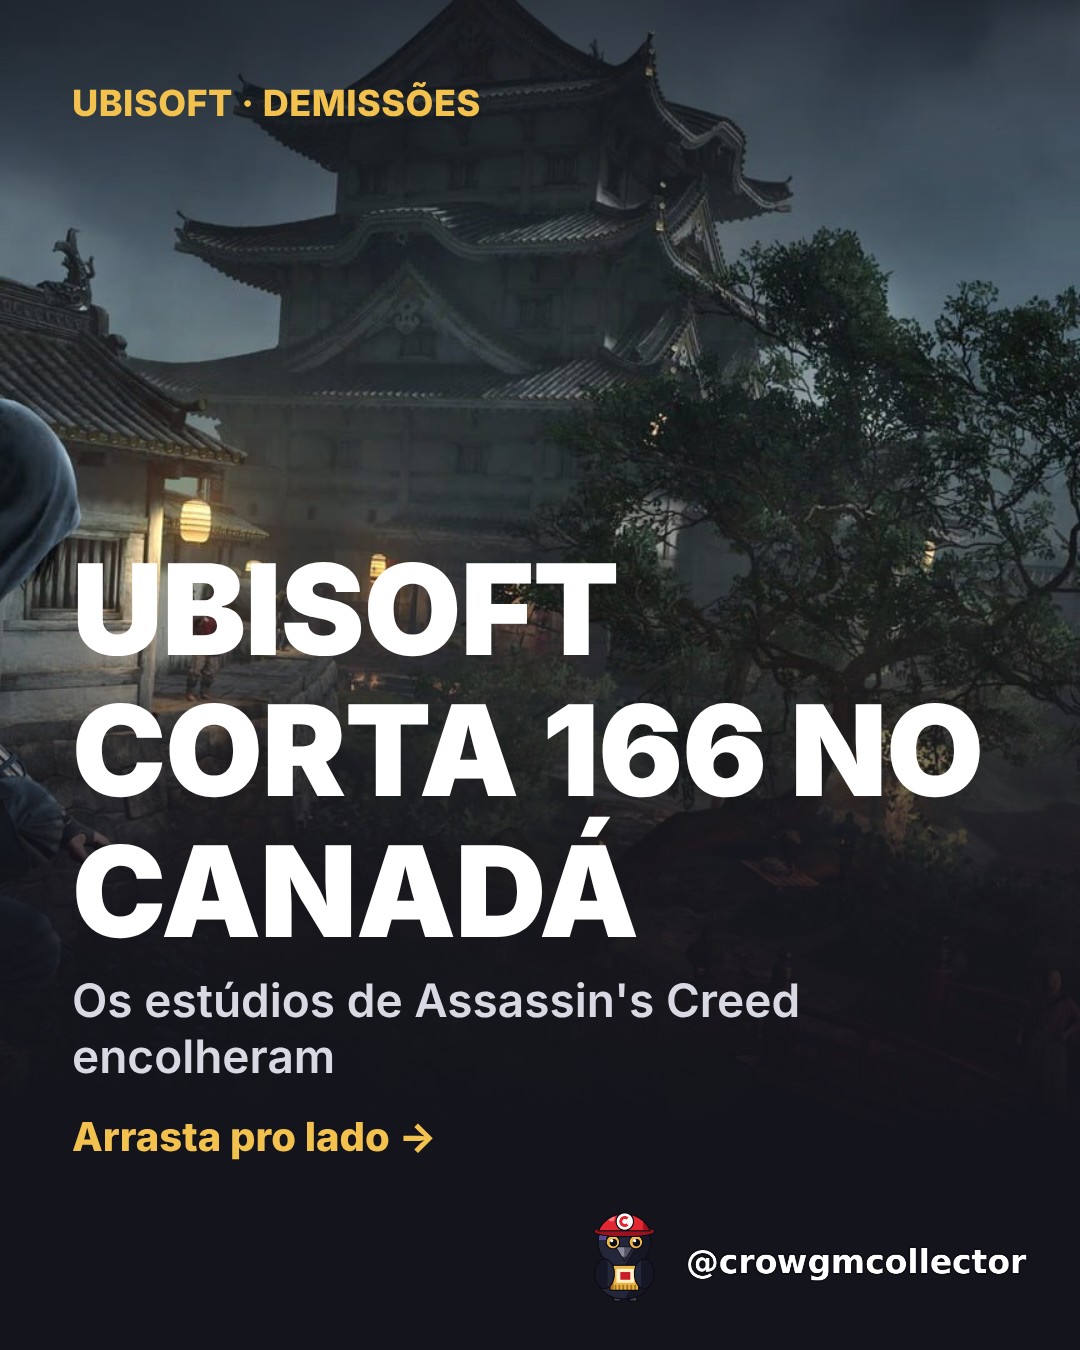 UBISOFT · DEMISSÕES
UBISOFT
CORTA 166 NO
CANADÁ
Os estúdios de Assassin's Creed
encolheram
Arrasta pro lado →
C
@crowgmcollector